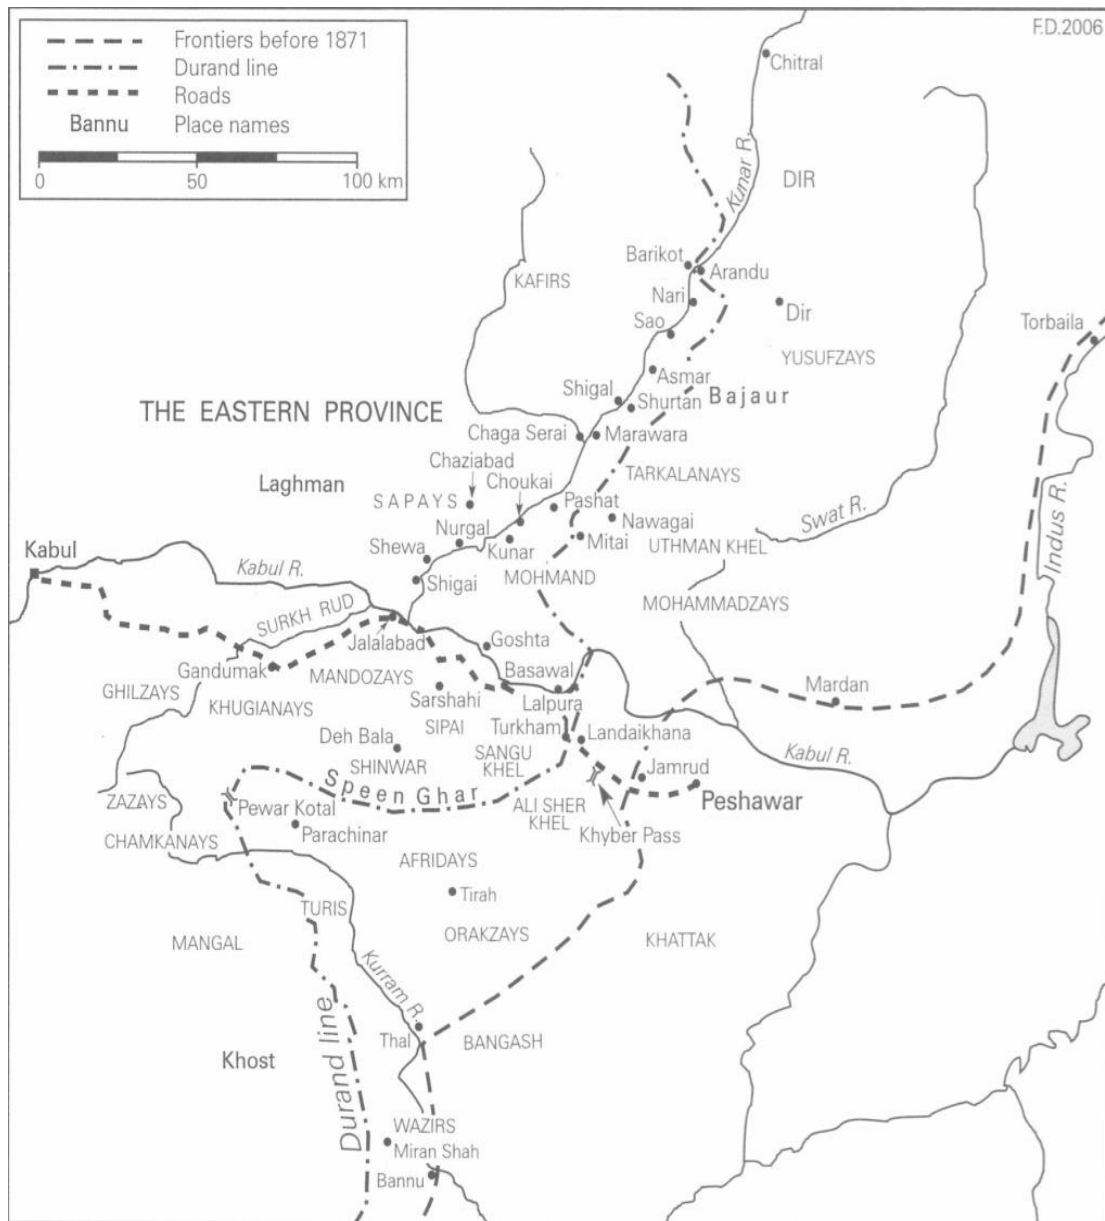 F.D.2006
Frontiers before 1871
Durand line
Roads
Bannu Place names
0 50 100 km
Chitral
Kunar R.
DIR
Barikot
Arandu
KAFIRS
Nari
Dir
Sao
Torbaila
YUSUFZAYS
Asmar
Shigal
Shurtan
Bajaur
THE EASTERN PROVINCE
Chaga Serai
Marawara
Chaziabad
TARKALANAYS
Laghman
Choukai
SAPAYS
Pashat
Nawagai
Swat R.
Indus R.
Nurgal
Kunar
Mitai
UTHMAN KHEL
Kabul
Shewa
Kabul R.
Shigai
MOHMAND
MOHAMMADZAYS
SURKH RUD
Jalalabad
Goshta
Gandumak
MANDOZAYS
Basawal
GHILZAYS
KHUGIANAYS
Sarshahi
Lalpura
Mardan
SIPAI
Turkham
Landaikhana
Deh Bala
SANGU
KHEL
Kabul R.
SHINWAR
Jamrud
Speen Ghar
Peshawar
ZAZAYS
Pewar Kotal
ALI SHER
KHEL
Khyber Pass
CHAMKANAYS
Parachinar
AFRIDAYS
Tirah
TURIS
ORAKZAYS
KHATTAK
MANGAL
Kurram R.
Durand line
Thal
BANGASH
Khost
WAZIRS
Miran Shah
Bannu